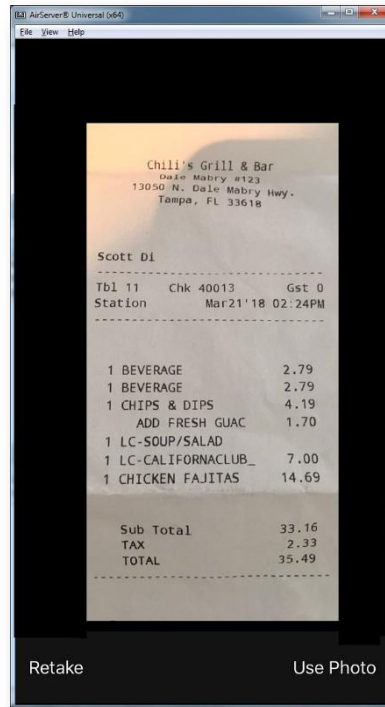 AirServer® Universal (x64)
File View Help
Chili's Grill & Bar
Dale Mabry #123
13050 N. Dale Mabry Hwy.
Tampa, FL 33618
Scott Di
Tbl 11 Chk 40013 Gst 0
Station Mar21'18 02:24PM
1 BEVERAGE 2.79
1 BEVERAGE 2.79
1 CHIPS & DIPS 4.19
ADD FRESH GUAC 1.70
1 LC-SOUP/SALAD
1 LC-CALIFORNACLUB_ 7.00
1 CHICKEN FAJITAS 14.69
Sub Total 33.16
TAX 2.33
TOTAL 35.49
Retake Use Photo